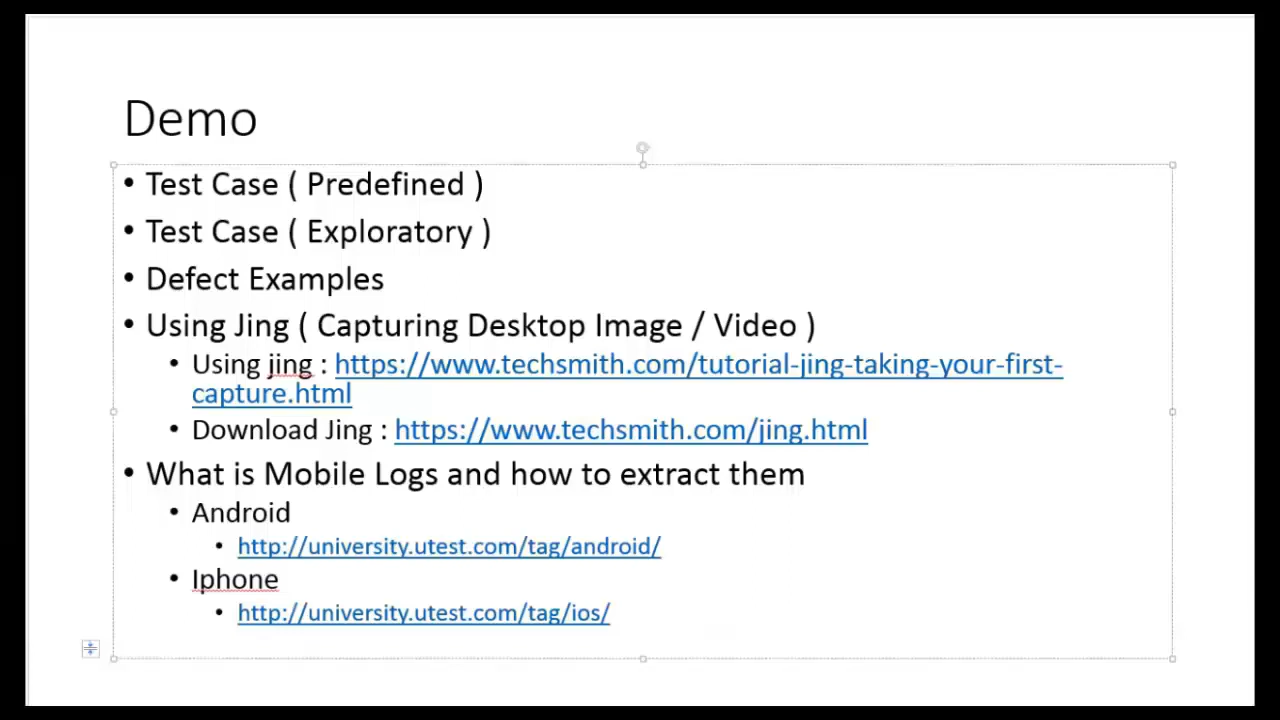 Demo
• Test Case ( Predefined )
• Test Case ( Exploratory )
• Defect Examples
• Using Jing ( Capturing Desktop Image / Video )
• Using jing : https://www.techsmith.com/tutorial-jing-taking-your-first-
capture.html
• Download Jing : https://www.techsmith.com/jing.html
• What is Mobile Logs and how to extract them
• Android
• http://university.utest.com/tag/android/
• Iphone
• http://university.utest.com/tag/ios/